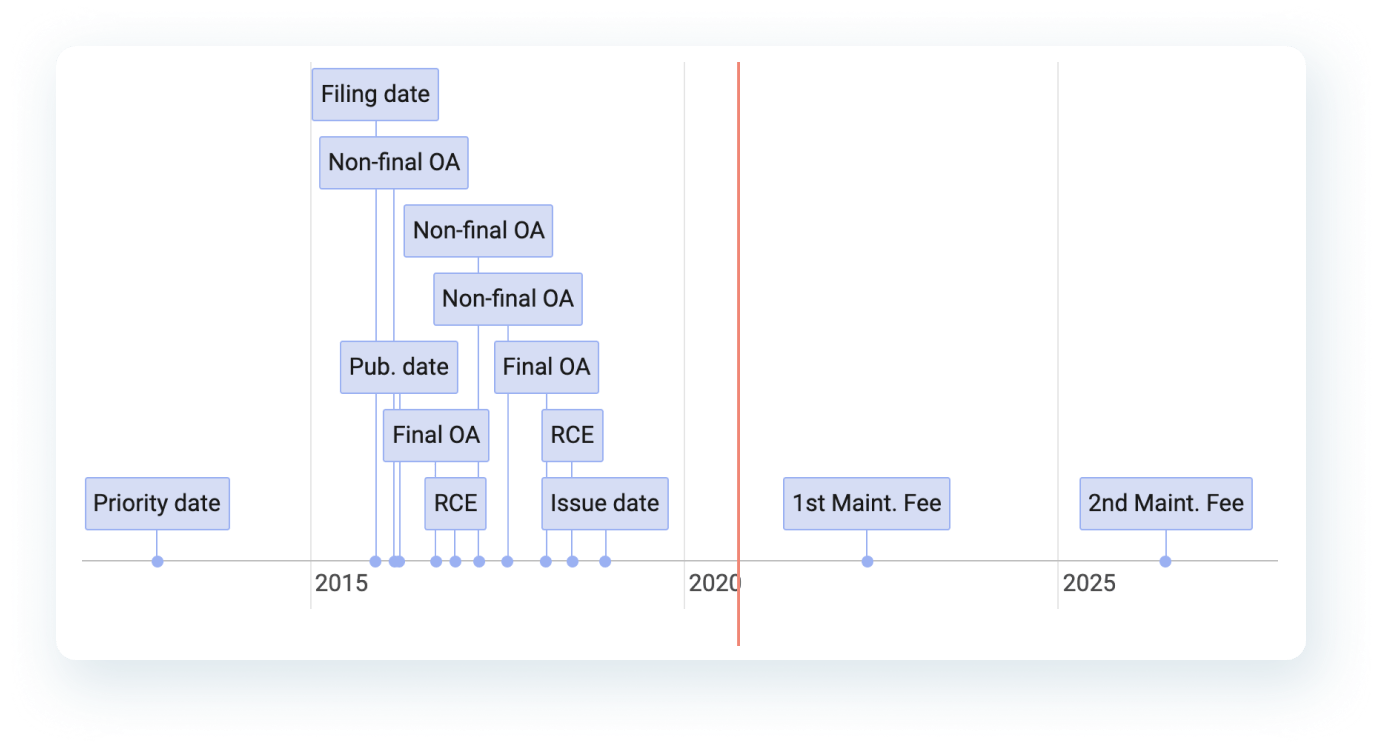 Filing date
Non-final OA
Non-final OA
Non-final OA
Pub. date
Final OA
Final OA
RCE
Priority date
RCE
Issue date
1st Maint. Fee
2nd Maint. Fee
2015
2020
2025